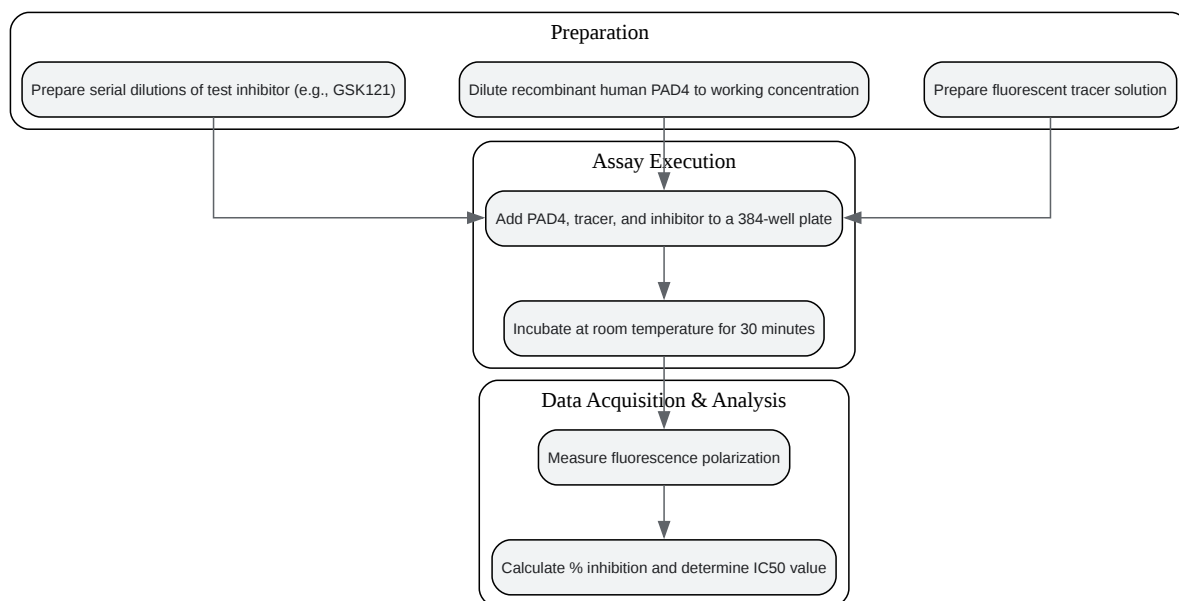 Preparation
Prepare serial dilutions of test inhibitor (e.g., GSK121)
Dilute recombinant human PAD4 to working concentration
Prepare fluorescent tracer solution
Assay Execution
Add PAD4, tracer, and inhibitor to a 384-well plate
Incubate at room temperature for 30 minutes
Data Acquisition & Analysis
Measure fluorescence polarization
Calculate % inhibition and determine IC50 value